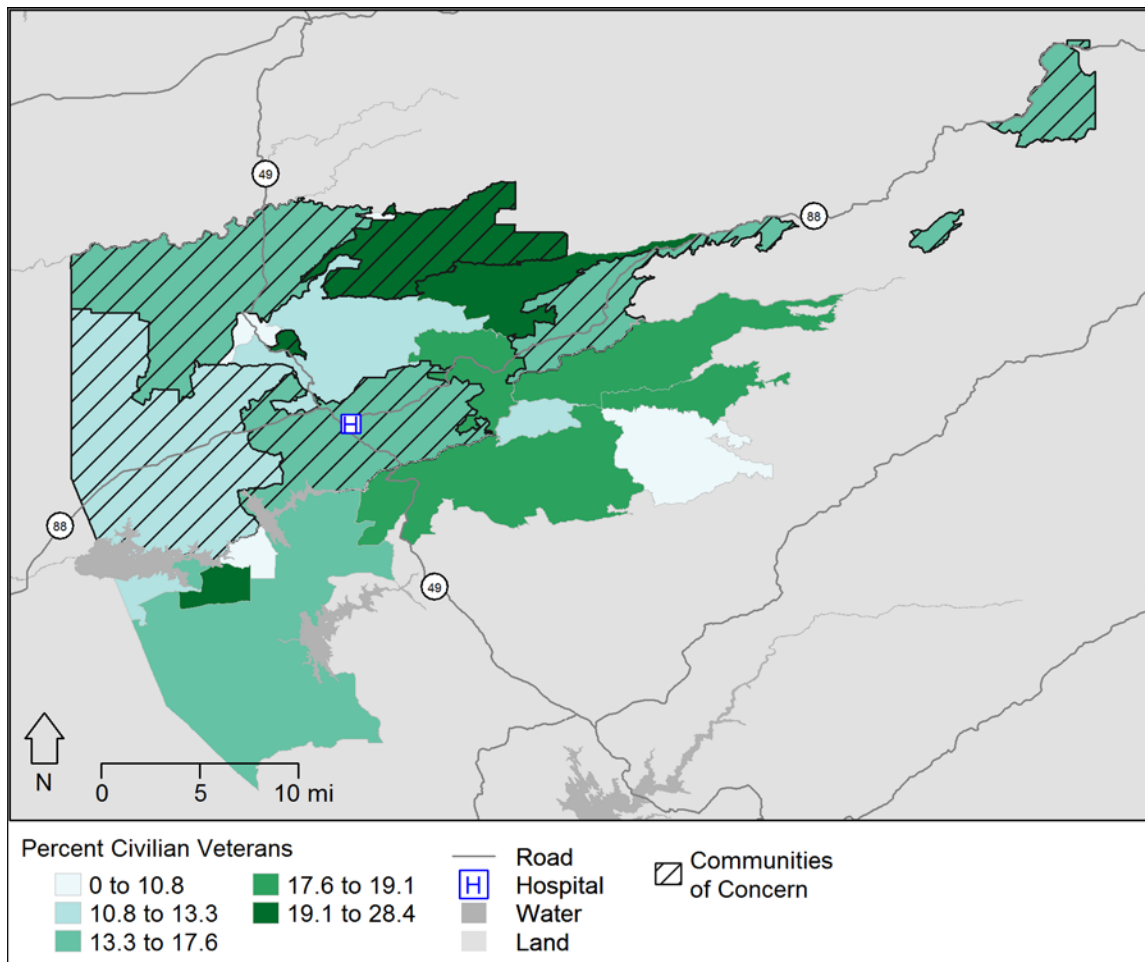 49
88
88
49
N
0 5 10 mi
Percent Civilian Veterans
0 to 10.8
10.8 to 13.3
13.3 to 17.6
17.6 to 19.1
19.1 to 28.4
Road
H Hospital
Water
Land
Communities
of Concern
H